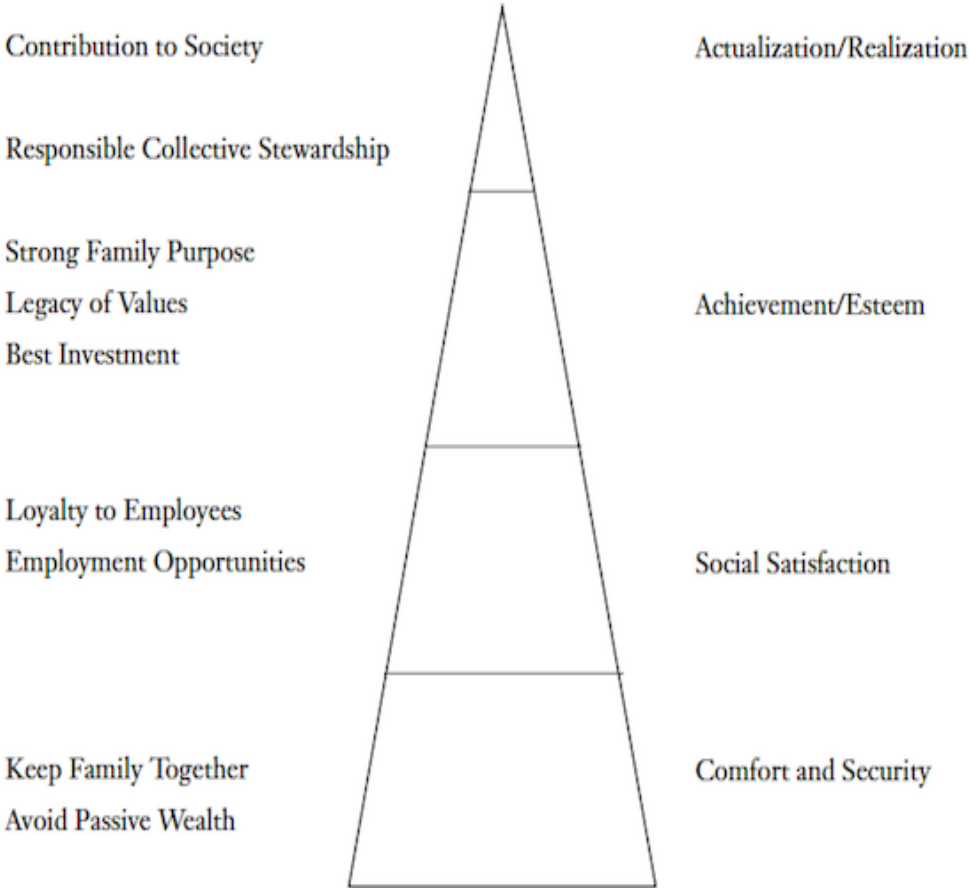 Contribution to Society
Actualization/Realization
Responsible Collective Stewardship
Strong Family Purpose
Legacy of Values
Achievement/Esteem
Best Investment
Loyalty to Employees
Employment Opportunities
Social Satisfaction
Keep Family Together
Comfort and Security
Avoid Passive Wealth